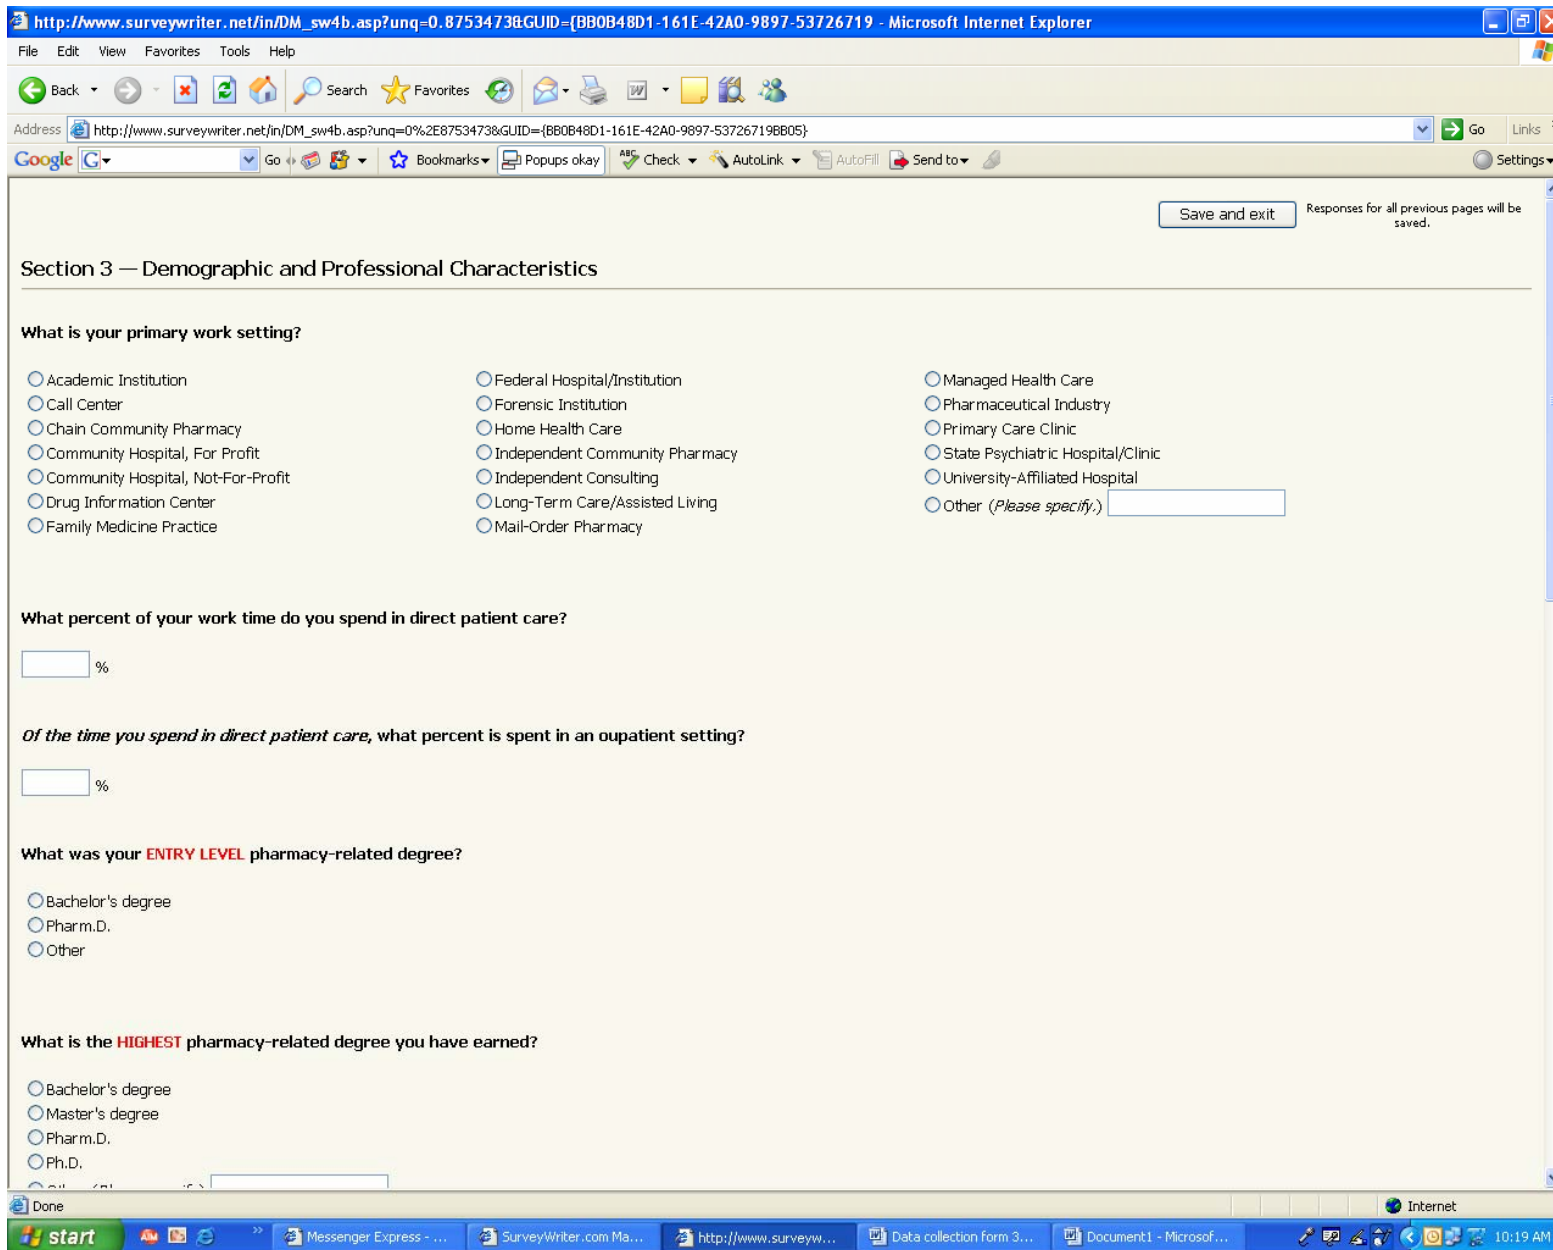 http://www.surveywriter.net/in/DM_sw4b.asp?unq=0.8753473&GUID={BB0B48D1-161E-42A0-9897-53726719 - Microsoft Internet Explorer
File Edit View Favorites Tools Help
Back Search Favorites
Address http://www.surveywriter.net/in/DM_sw4b.asp?unq=0%2E8753473&GUID={BB0B48D1-161E-42A0-9897-53726719BB05} Go Links
Google G Go Bookmarks Popups okay ABC Check AutoLink AutoFill Send to Settings
Save and exit Responses for all previous pages will be
saved.
Section 3 — Demographic and Professional Characteristics
What is your primary work setting?
Academic Institution Federal Hospital/Institution Managed Health Care
Call Center Forensic Institution Pharmaceutical Industry
Chain Community Pharmacy Home Health Care Primary Care Clinic
Community Hospital, For Profit Independent Community Pharmacy State Psychiatric Hospital/Clinic
Community Hospital, Not-For-Profit Independent Consulting University-Affiliated Hospital
Drug Information Center Long-Term Care/Assisted Living Other (Please specify.)
Family Medicine Practice Mail-Order Pharmacy
What percent of your work time do you spend in direct patient care?
%
Of the time you spend in direct patient care, what percent is spent in an oupatient setting?
%
What was your ENTRY LEVEL pharmacy-related degree?
Bachelor's degree
Pharm.D.
Other
What is the HIGHEST pharmacy-related degree you have earned?
Bachelor's degree
Master's degree
Pharm.D.
Ph.D.
Done Internet
start Messenger Express - ... SurveyWriter.com Ma... http://www.surveyw... Data collection form 3... Document1 - Microsof... 10:19 AM